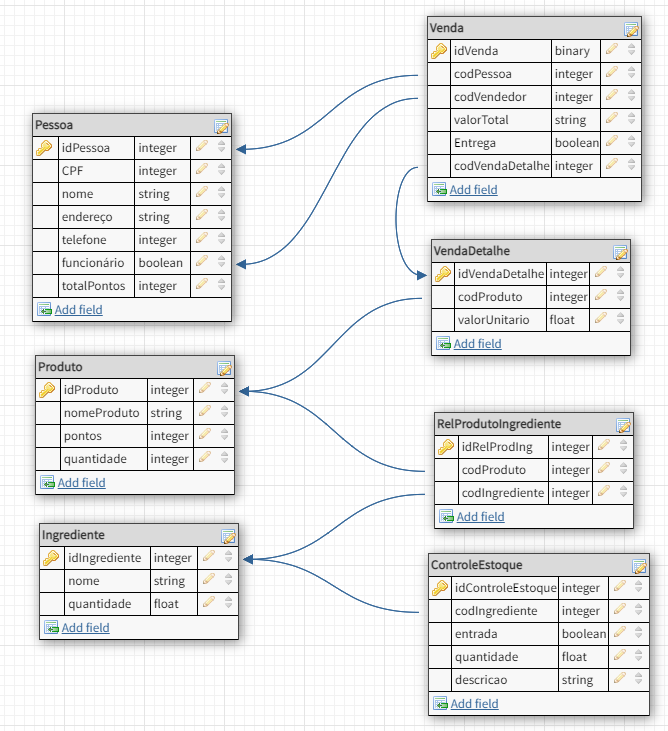 Pessoa
idPessoa integer
CPF integer
nome string
endereço string
telefone integer
funcionário boolean
totalPontos integer
Add field
Produto
idProduto integer
nomeProduto string
pontos integer
quantidade integer
Add field
Ingrediente
idIngrediente integer
nome string
quantidade float
Add field
Venda
idVenda binary
codPessoa integer
codVendedor integer
valorTotal string
Entrega boolean
codVendaDetalhe integer
Add field
VendaDetalhe
idVendaDetalhe integer
codProduto integer
valorUnitario float
Add field
RelProdutoIngrediente
idRelProdIng integer
codProduto integer
codIngrediente integer
Add field
ControleEstoque
idControleEstoque integer
codIngrediente integer
entrada boolean
quantidade float
descricao string
Add field